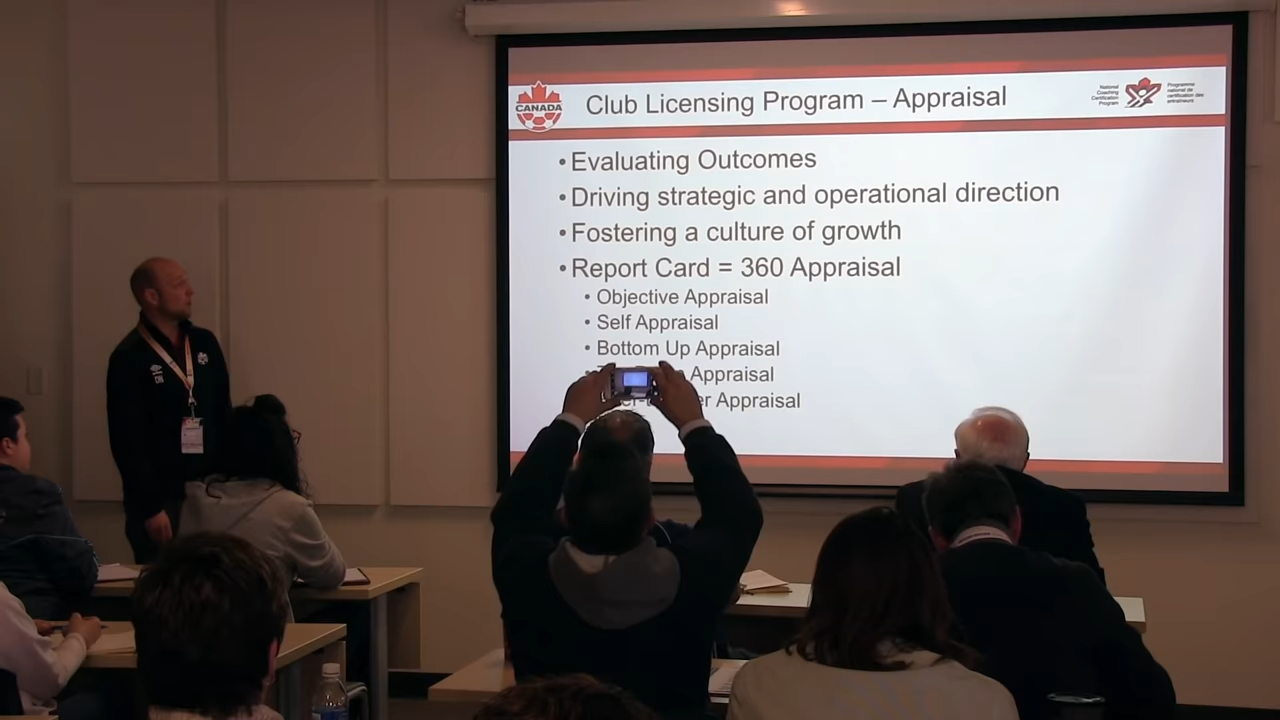 CANADA
Club Licensing Program – Appraisal
National
Coaching
Certification
Program
Programme
national de
certification des
entraîneurs
• Evaluating Outcomes
• Driving strategic and operational direction
• Fostering a culture of growth
• Report Card = 360 Appraisal
• Objective Appraisal
• Self Appraisal
• Bottom Up Appraisal
Appraisal
Appraisal